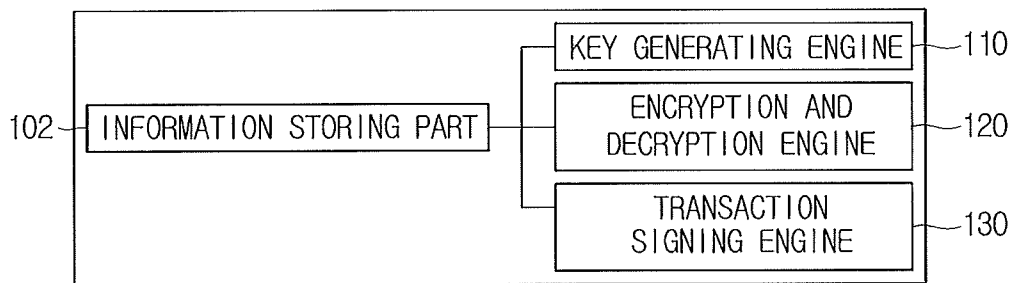 KEY GENERATING ENGINE
110
102
INFORMATION STORING PART
ENCRYPTION AND
DECRYPTION ENGINE
120
TRANSACTION
SIGNING ENGINE
130